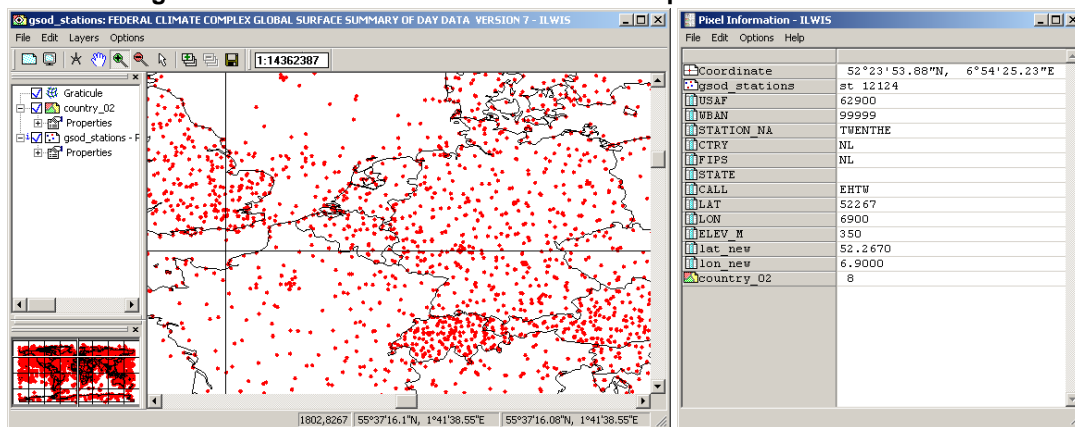 gsod_stations: FEDERAL CLIMATE COMPLEX GLOBAL SURFACE SUMMARY OF DAY DATA VERSION 7 - ILWIS
File Edit Layers Options
1:14362387
Graticule
country_02
Properties
gsod_stations - P
Properties
1802,8267 55°37'16.1"N, 1°41'38.55"E 55°37'16.08"N, 1°41'38.55"E
Pixel Information - ILWIS
File Edit Options Help
Coordinate 52°23'53.88"N, 6°54'25.23"E
gsod_stations st 12124
USAF 62900
WBAN 99999
STATION_NA TWENTHE
CTRY NL
FIPS NL
STATE
CALL EHTW
LAT 52267
LON 6900
ELEV_M 350
lat_new 52.2670
lon_new 6.9000
country_02 8